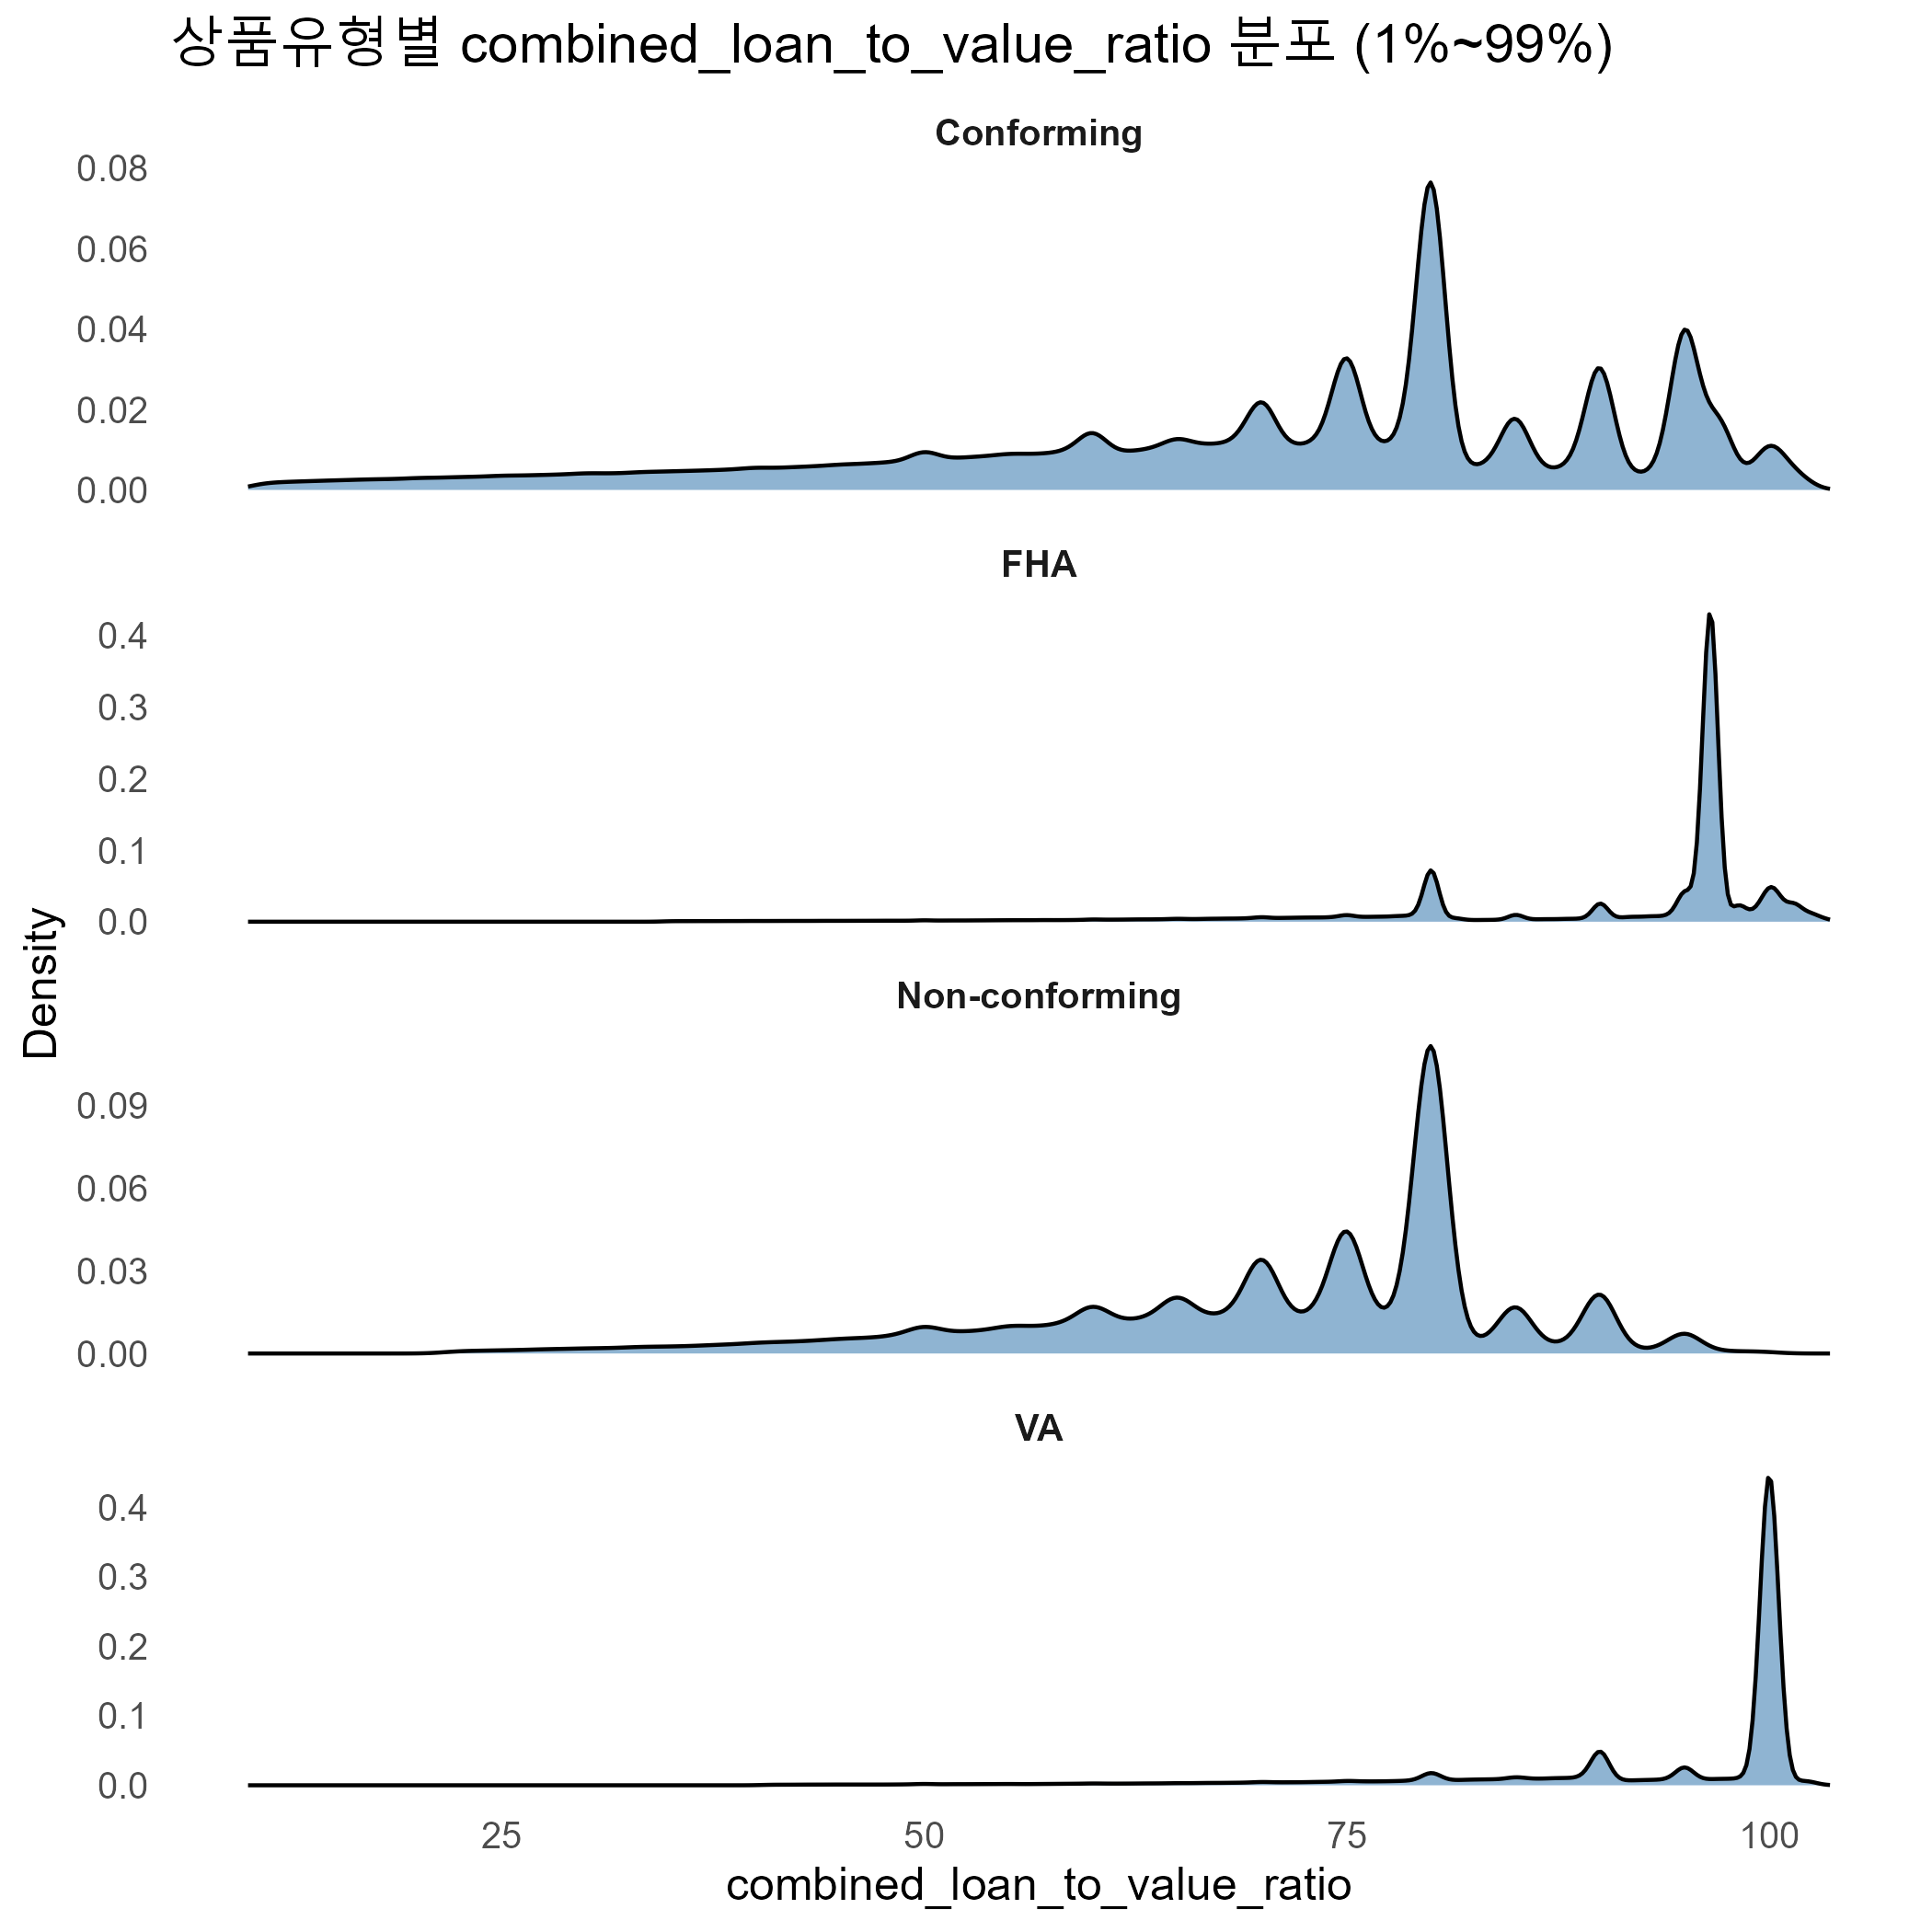 상품유형별 combined_loan_to_value_ratio 분포 (1%~99%)
Conforming
0.08
0.06
0.04
0.02
0.00
FHA
0.4
0.3
0.2
0.1
0.0
Density
Non-conforming
0.09
0.06
0.03
0.00
VA
0.4
0.3
0.2
0.1
0.0
25 50 75 100
combined_loan_to_value_ratio